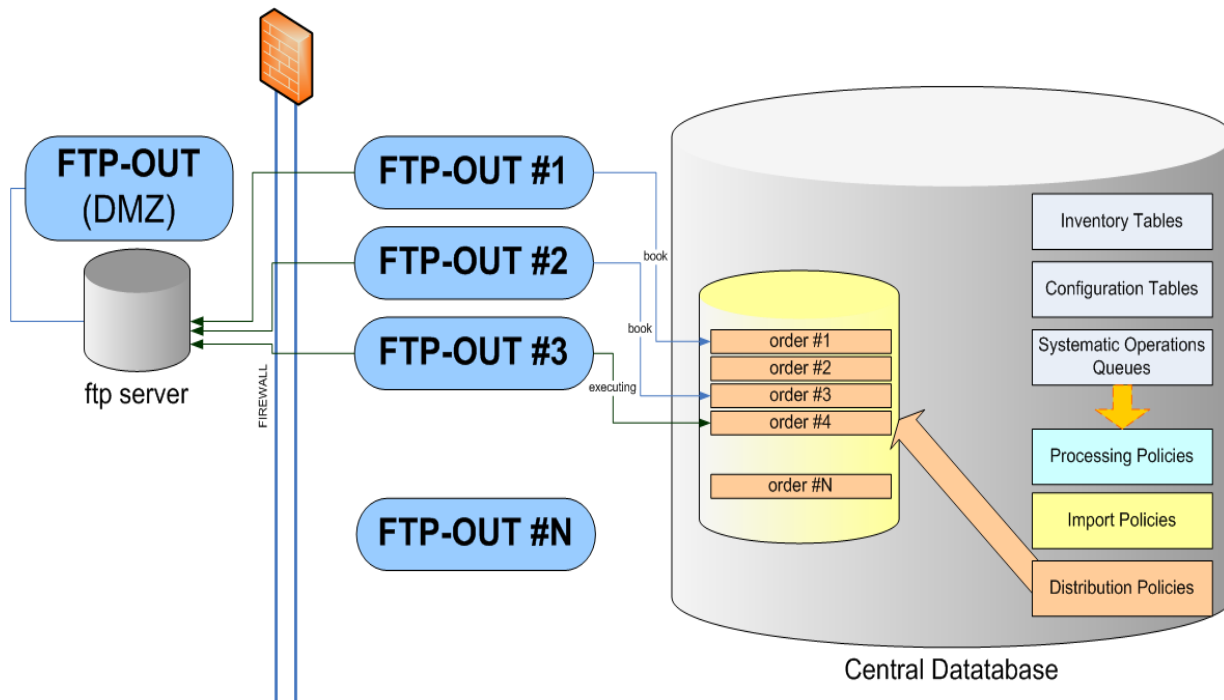 FTP-OUT
(DMZ)
ftp server
FIREWALL
FTP-OUT #1
FTP-OUT #2
FTP-OUT #3
FTP-OUT #N
book
book
executing
order #1
order #2
order #3
order #4
order #N
Inventory Tables
Configuration Tables
Systematic Operations
Queues
Processing Policies
Import Policies
Distribution Policies
Central Datatabase